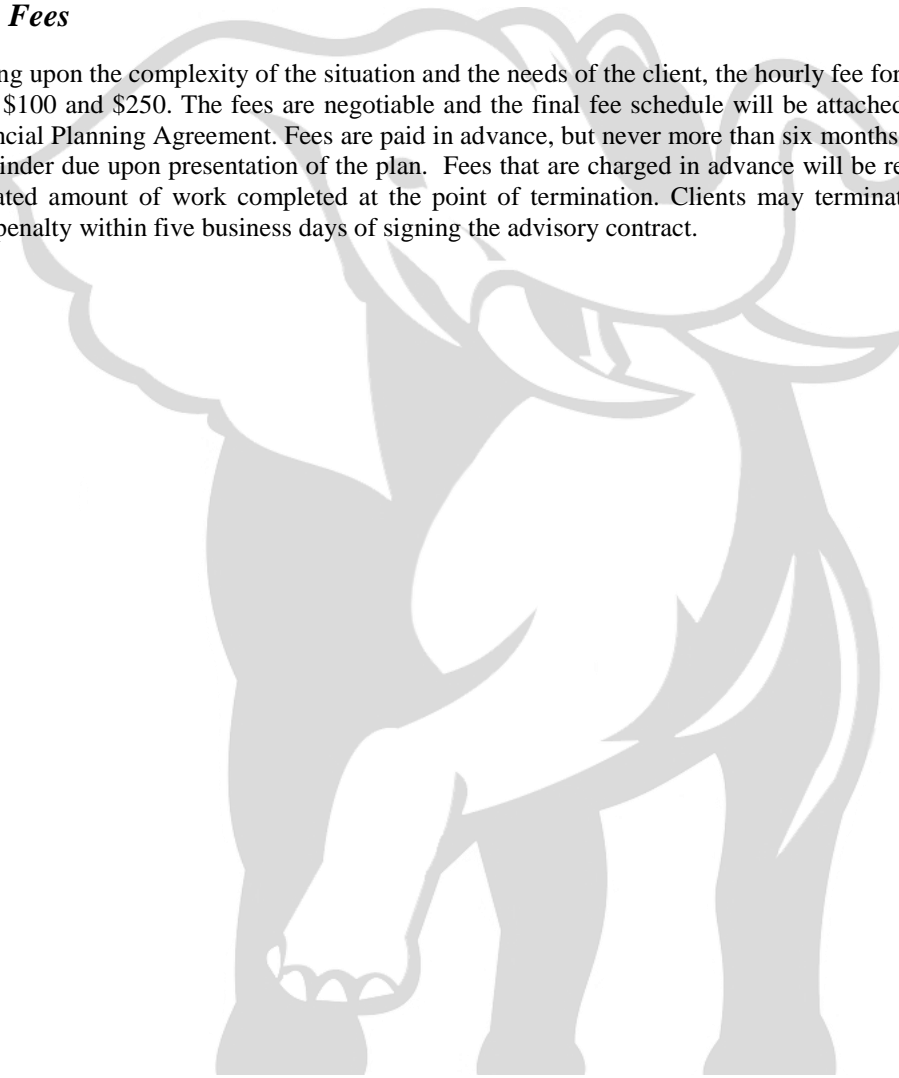 Fees
ng upon the complexity of the situation and the needs of the client, the hourly fee for
$100 and $250. The fees are negotiable and the final fee schedule will be attached
ncial Planning Agreement. Fees are paid in advance, but never more than six months
inder due upon presentation of the plan. Fees that are charged in advance will be re
ated amount of work completed at the point of termination. Clients may terminat
penalty within five business days of signing the advisory contract.